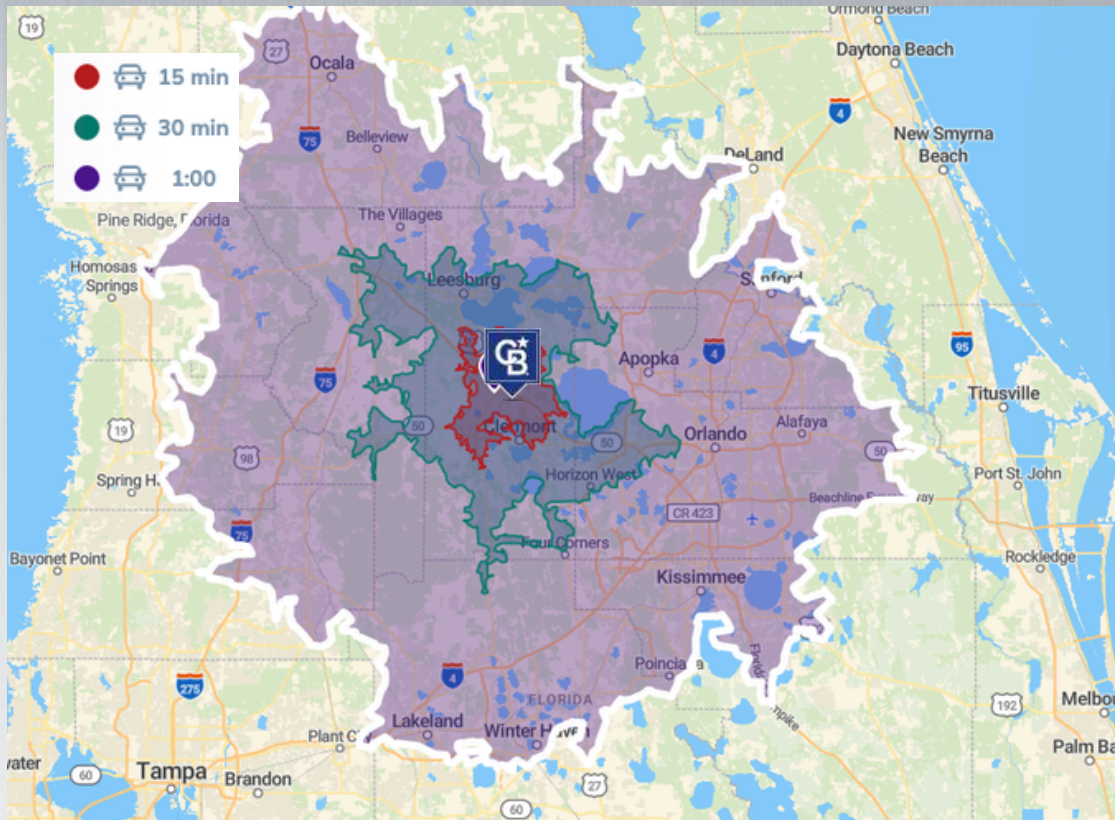 Ormond Beach
19
27
Ocala
Daytona Beach
15 min
4
30 min
75
Belleview
New Smyrna
Beach
DeLand
1:00
Pine Ridge, Florida
The Villages
Homosas
Springs
Leesburg
Sanford
CB
Apopka
4
95
75
Titusville
19
50
Clermont
50
Orlando
Alafaya
50
98
Spring H
Horizon West
Port St. John
Beachline
way
CR 423
75
Four Corners
Bayonet Point
Rockledge
Kissimmee
4
Poinciana
275
FLORIDA
192
Melbou
Lakeland
Winter Haven
Plant City
mpike
Palm Ba
water
60
Tampa
Brandon
27
60